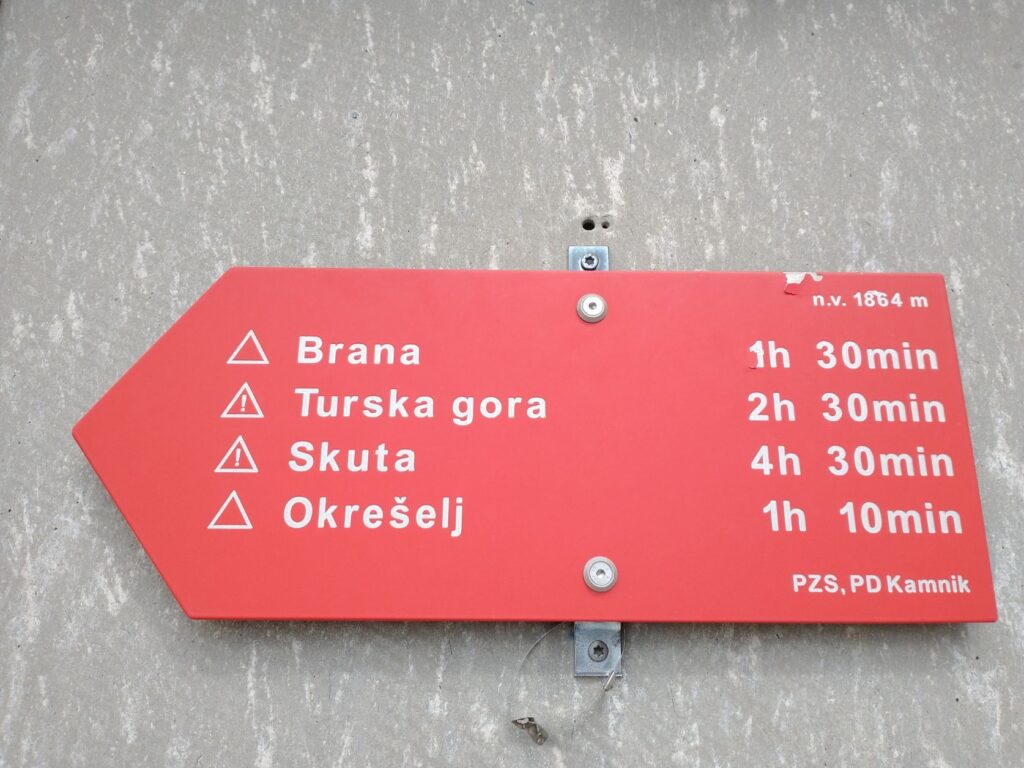 n.v. 1864 m
Brana 1h 30min
Turska gora 2h 30min
Skuta 4h 30min
Okrešelj 1h 10min
PZS, PD Kamnik